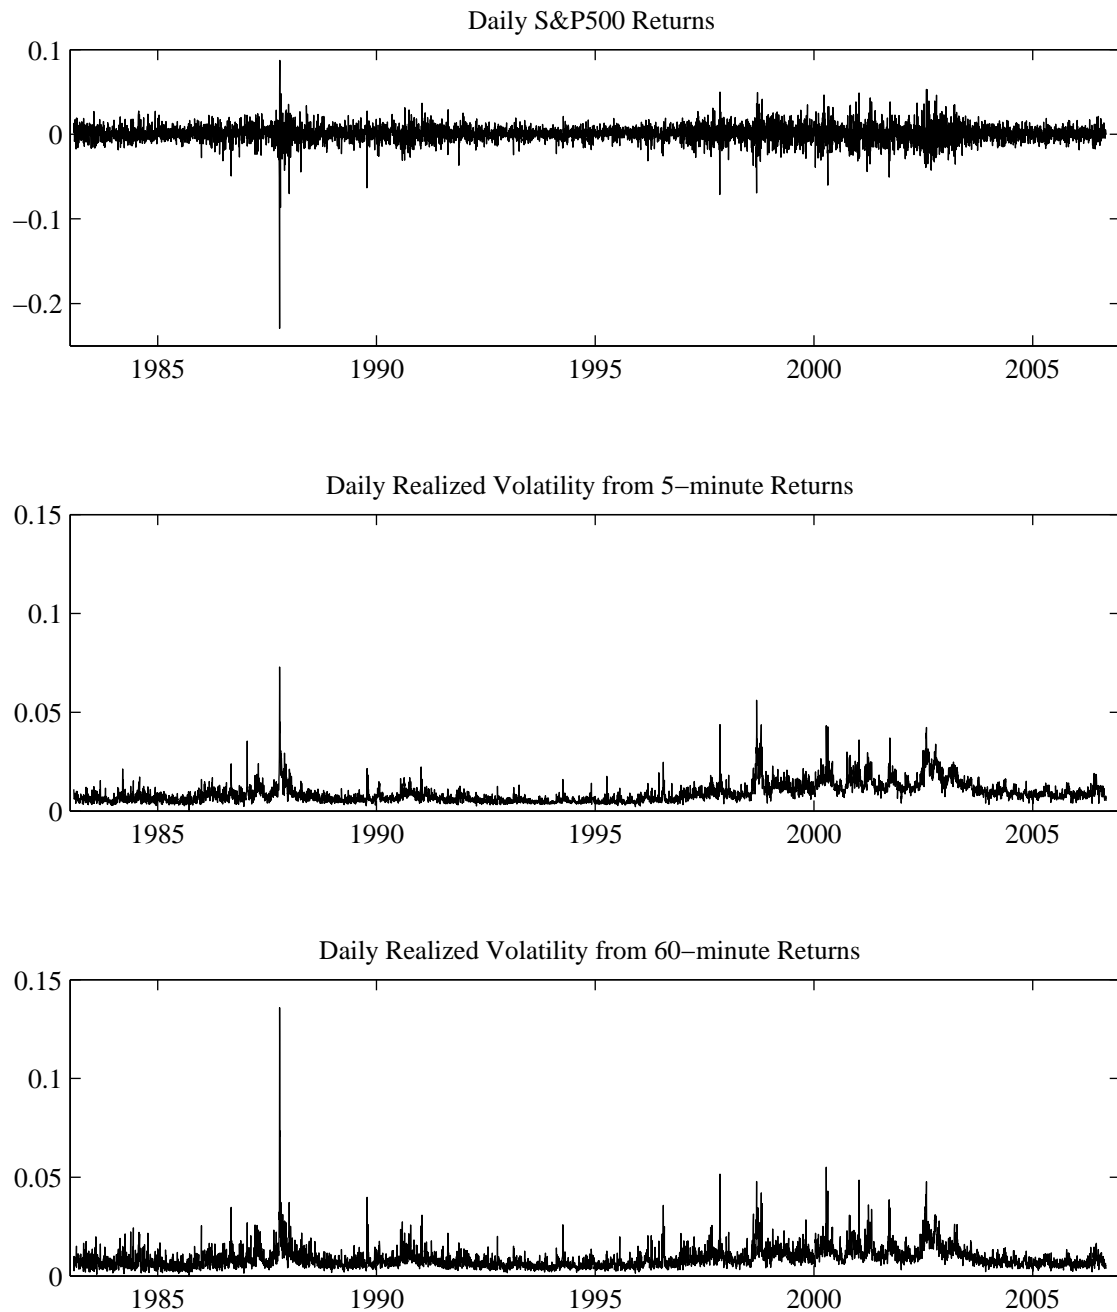 Daily S&P500 Returns
0.1
0
−0.1
−0.2
1985 1990 1995 2000 2005
Daily Realized Volatility from 5−minute Returns
0.15
0.1
0.05
0
1985 1990 1995 2000 2005
Daily Realized Volatility from 60−minute Returns
0.15
0.1
0.05
0
1985 1990 1995 2000 2005